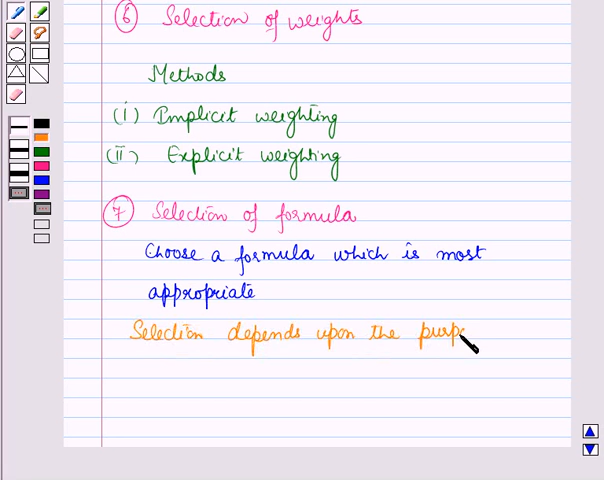 6 Selection of weights
Methods
(i) Implicit weighting
(ii) Explicit weighting
7 Selection of formula
Choose a formula which is most
appropriate
Selection depends upon the purp